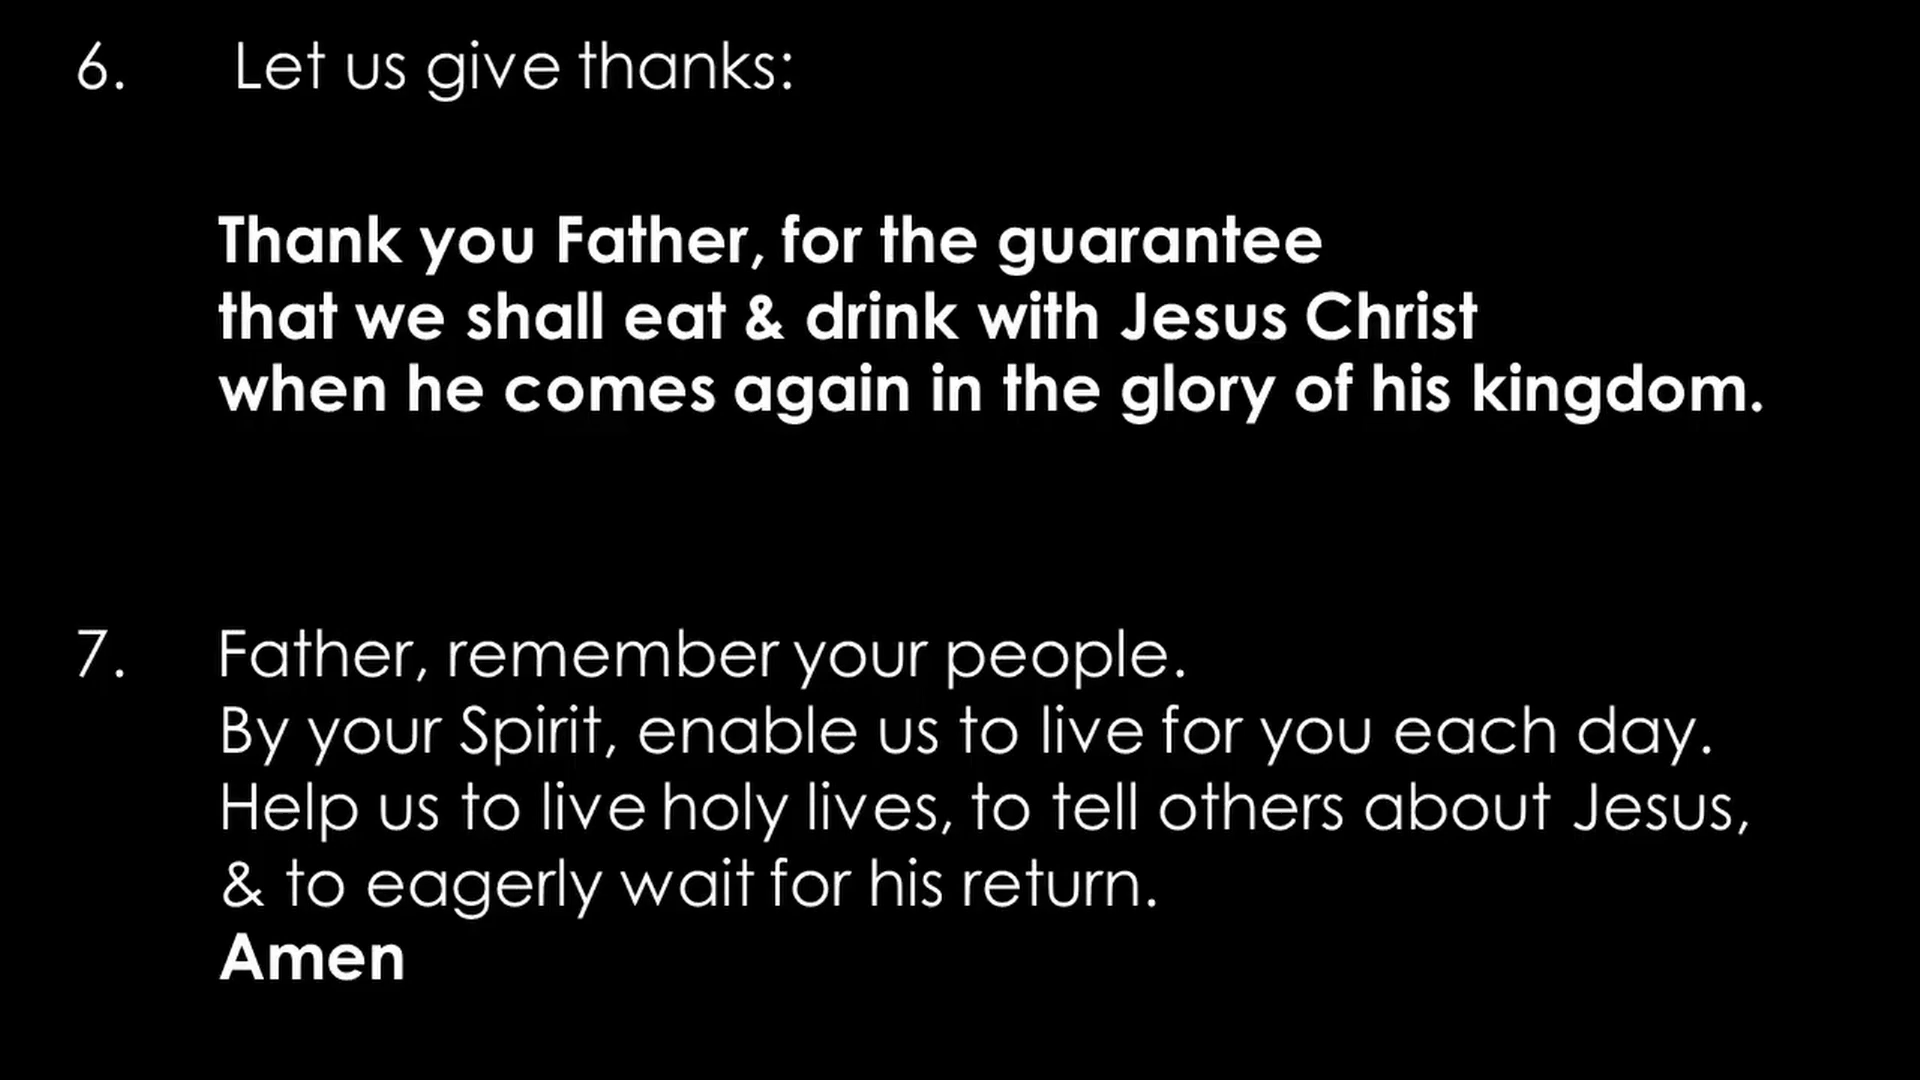 6. Let us give thanks:
Thank you Father, for the guarantee
that we shall eat & drink with Jesus Christ
when he comes again in the glory of his kingdom.
7. Father, remember your people.
By your Spirit, enable us to live for you each day.
Help us to live holy lives, to tell others about Jesus,
& to eagerly wait for his return.
Amen